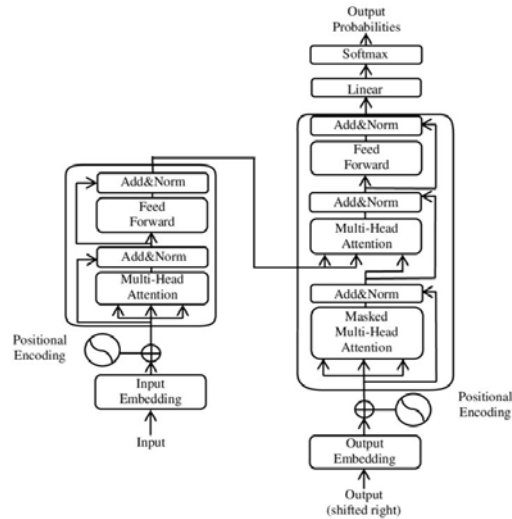 Output
Probabilities
Softmax
Linear
Add&Norm
Feed
Forward
Add&Norm
Multi-Head
Attention
Add&Norm
Masked
Multi-Head
Attention
Positional
Encoding
Output
Embedding
Output
(shifted right)
Add&Norm
Feed
Forward
Add&Norm
Multi-Head
Attention
Positional
Encoding
Input
Embedding
Input